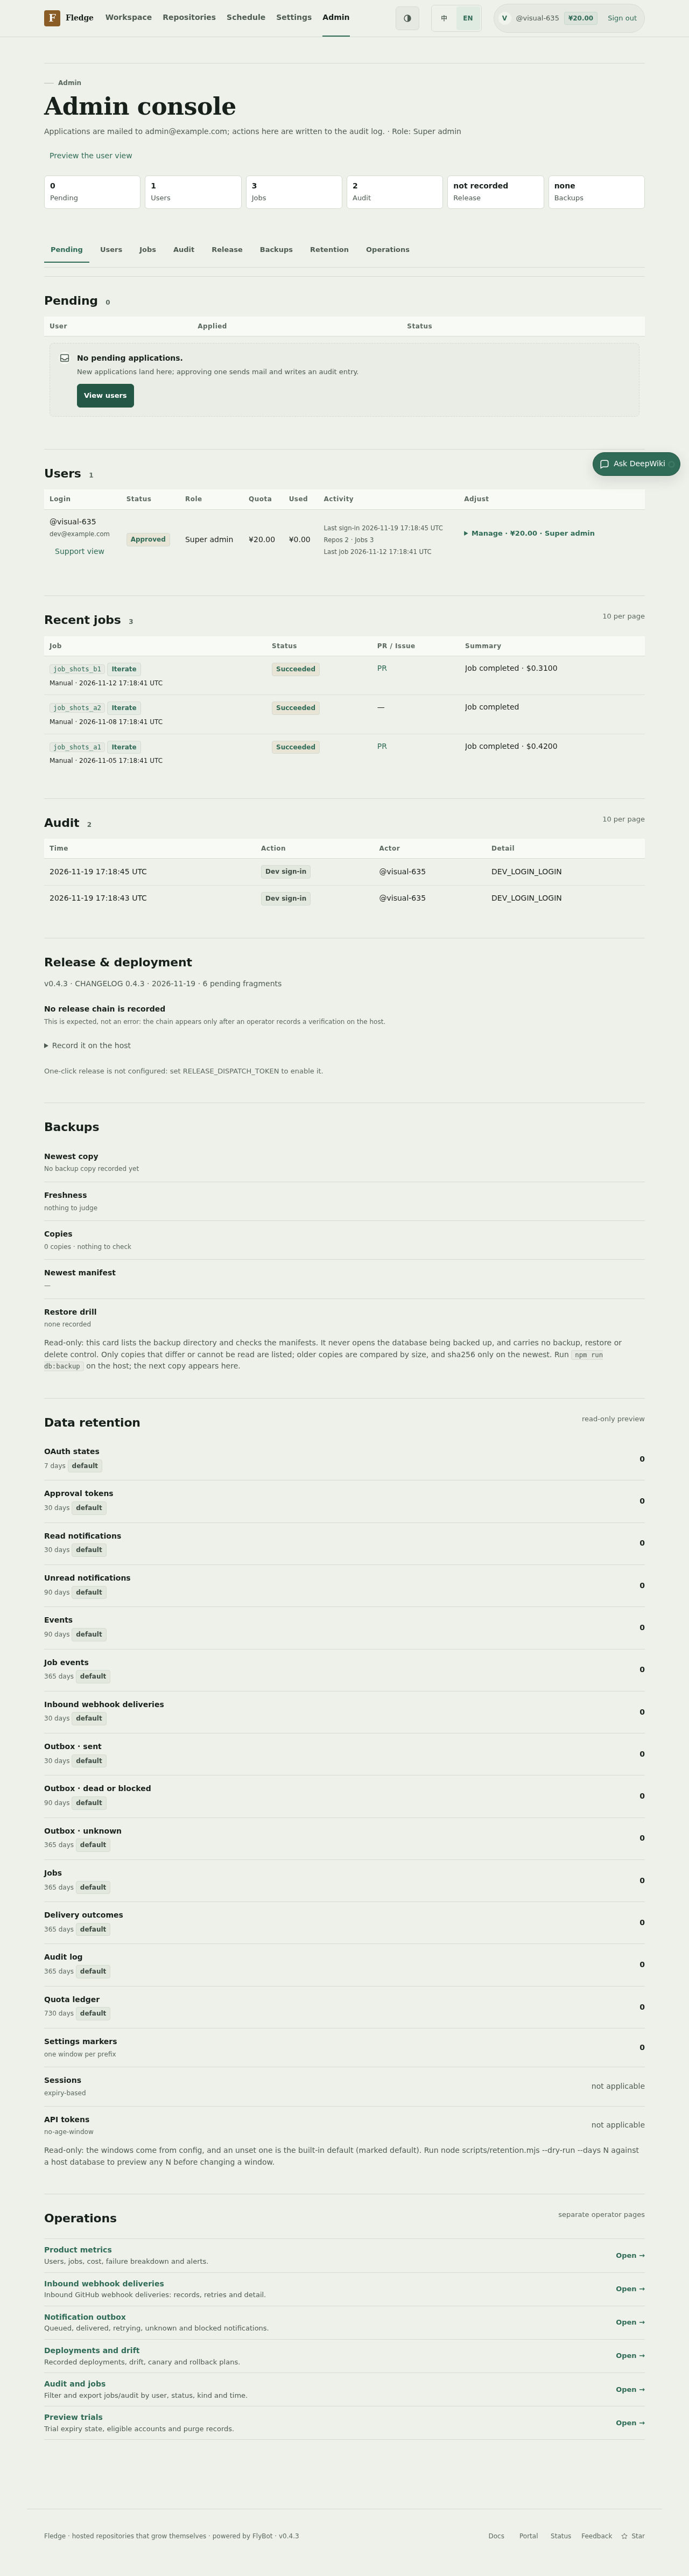 F Fledge Workspace Repositories Schedule Settings Admin 中 EN V @visual-635 ¥20.00 Sign out
Admin
Admin console
Applications are mailed to admin@example.com; actions here are written to the audit log. · Role: Super admin
Preview the user view
0 1 3 2 not recorded none
Pending Users Jobs Audit Release Backups
Pending Users Jobs Audit Release Backups Retention Operations
Pending 0
User Applied Status
No pending applications.
New applications land here; approving one sends mail and writes an audit entry.
View users
Ask DeepWiki
Users 1
Login Status Role Quota Used Activity Adjust
@visual-635
dev@example.com
Support view
Approved Super admin ¥20.00 ¥0.00
Last sign-in 2026-11-19 17:18:45 UTC
Repos 2 · Jobs 3
Last job 2026-11-12 17:18:41 UTC
Manage · ¥20.00 · Super admin
Recent jobs 3 10 per page
Job Status PR / Issue Summary
job_shots_b1 Iterate Succeeded PR Job completed · $0.3100
Manual · 2026-11-12 17:18:41 UTC
job_shots_a2 Iterate Succeeded — Job completed
Manual · 2026-11-08 17:18:41 UTC
job_shots_a1 Iterate Succeeded PR Job completed · $0.4200
Manual · 2026-11-05 17:18:41 UTC
Audit 2 10 per page
Time Action Actor Detail
2026-11-19 17:18:45 UTC Dev sign-in @visual-635 DEV_LOGIN_LOGIN
2026-11-19 17:18:43 UTC Dev sign-in @visual-635 DEV_LOGIN_LOGIN
Release & deployment
v0.4.3 · CHANGELOG 0.4.3 · 2026-11-19 · 6 pending fragments
No release chain is recorded
This is expected, not an error: the chain appears only after an operator records a verification on the host.
Record it on the host
One-click release is not configured: set RELEASE_DISPATCH_TOKEN to enable it.
Backups
Newest copy
No backup copy recorded yet
Freshness
nothing to judge
Copies
0 copies · nothing to check
Newest manifest
—
Restore drill
none recorded
Read-only: this card lists the backup directory and checks the manifests. It never opens the database being backed up, and carries no backup, restore or
delete control. Only copies that differ or cannot be read are listed; older copies are compared by size, and sha256 only on the newest. Run npm run
db:backup on the host; the next copy appears here.
Data retention read-only preview
OAuth states
7 days default 0
Approval tokens
30 days default 0
Read notifications
30 days default 0
Unread notifications
90 days default 0
Events
90 days default 0
Job events
365 days default 0
Inbound webhook deliveries
30 days default 0
Outbox · sent
30 days default 0
Outbox · dead or blocked
90 days default 0
Outbox · unknown
365 days default 0
Jobs
365 days default 0
Delivery outcomes
365 days default 0
Audit log
365 days default 0
Quota ledger
730 days default 0
Settings markers
one window per prefix 0
Sessions
expiry-based not applicable
API tokens
no-age-window not applicable
Read-only: the windows come from config, and an unset one is the built-in default (marked default). Run node scripts/retention.mjs --dry-run --days N against
a host database to preview any N before changing a window.
Operations separate operator pages
Product metrics
Users, jobs, cost, failure breakdown and alerts. Open →
Inbound webhook deliveries
Inbound GitHub webhook deliveries: records, retries and detail. Open →
Notification outbox
Queued, delivered, retrying, unknown and blocked notifications. Open →
Deployments and drift
Recorded deployments, drift, canary and rollback plans. Open →
Audit and jobs
Filter and export jobs/audit by user, status, kind and time. Open →
Preview trials
Trial expiry state, eligible accounts and purge records. Open →
Fledge · hosted repositories that grow themselves · powered by FlyBot · v0.4.3 Docs Portal Status Feedback Star